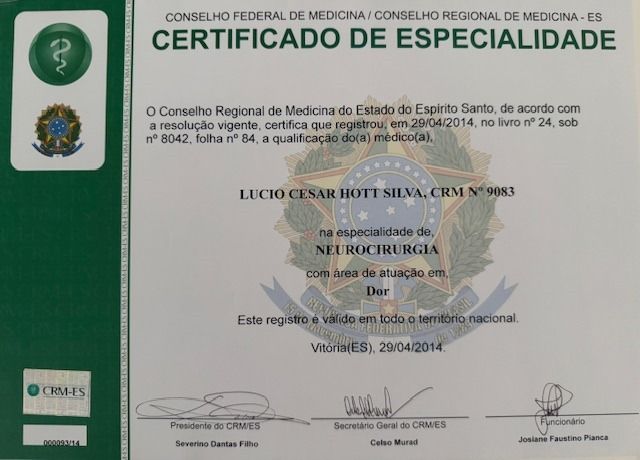 CONSELHO FEDERAL DE MEDICINA / CONSELHO REGIONAL DE MEDICINA - ES
CERTIFICADO DE ESPECIALIDADE
O Conselho Regional de Medicina do Estado do Espírito Santo, de acordo com
a resolução vigente, certifica que registrou, em 29/04/2014, no livro nº 24, sob
nº 8042, folha nº 84, a qualificação do(a) médico(a),
LUCIO CESAR HOTT SILVA, CRM Nº 9083
na especialidade de,
NEUROCIRURGIA
com área de atuação em,
Dor
Este registro é válido em todo o território nacional.
Vitória(ES), 29/04/2014.
CRM-ES
000093/14
Presidente do CRM/ES
Severino Dantas Filho
Secretário Geral do CRM/ES
Celso Murad
Funcionário
Josiane Faustino Pianca